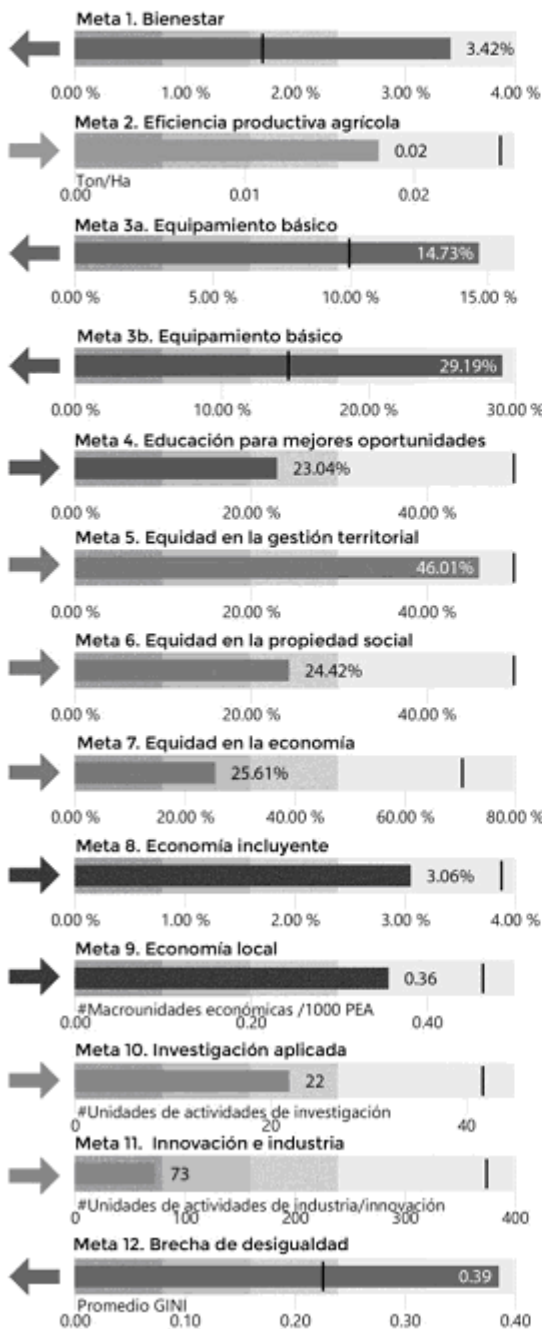 Meta 1. Bienestar
3.42%
0.00 % 1.00 % 2.00 % 3.00 % 4.00 %
Meta 2. Eficiencia productiva agrícola
0.02
Ton/Ha
0.00 0.01 0.02
Meta 3a. Equipamiento básico
14.73%
0.00 % 5.00 % 10.00 % 15.00 %
Meta 3b. Equipamiento básico
29.19%
0.00 % 10.00 % 20.00 % 30.00 %
Meta 4. Educación para mejores oportunidades
23.04%
0.00 % 20.00 % 40.00 %
Meta 5. Equidad en la gestión territorial
46.01%
0.00 % 20.00 % 40.00 %
Meta 6. Equidad en la propiedad social
24.42%
0.00 % 20.00 % 40.00 %
Meta 7. Equidad en la economía
25.61%
0.00 % 20.00 % 40.00 % 60.00 % 80.00 %
Meta 8. Economía incluyente
3.06%
0.00 % 1.00 % 2.00 % 3.00 % 4.00 %
Meta 9. Economía local
0.36
#Macrounidades económicas /1000 PEA
0.00 0.20 0.40
Meta 10. Investigación aplicada
22
#Unidades de actividades de investigación
0 20 40
Meta 11. Innovación e industria
73
#Unidades de actividades de industria/innovación
0 100 200 300 400
Meta 12. Brecha de desigualdad
0.39
Promedio GINI
0.00 0.10 0.20 0.30 0.40